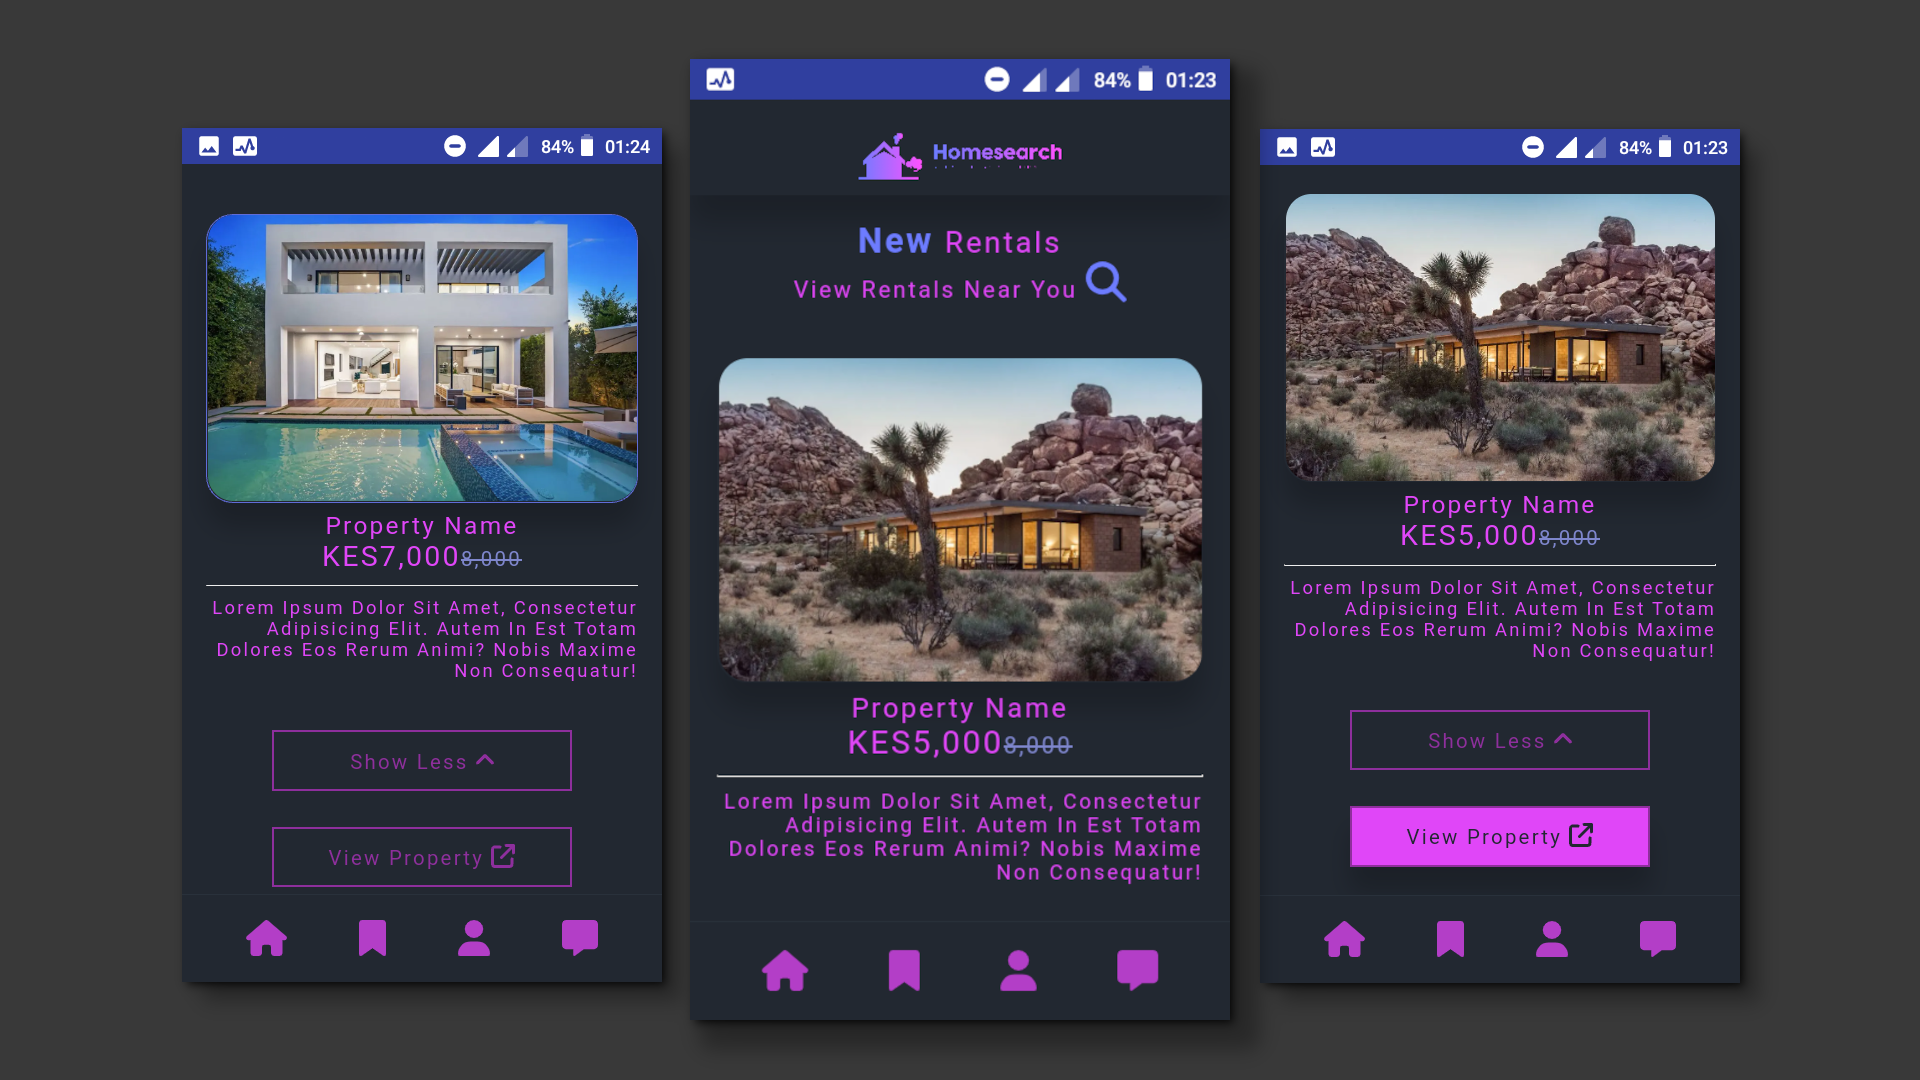 84% 01:24
Property Name
KES7,000 8,000
Lorem Ipsum Dolor Sit Amet, Consectetur
Adipisicing Elit. Autem In Est Totam
Dolores Eos Rerum Animi? Nobis Maxime
Non Consequatur!
Show Less
View Property
84% 01:23
Homesearch
New Rentals
View Rentals Near You
Property Name
KES5,000 8,000
Lorem Ipsum Dolor Sit Amet, Consectetur
Adipisicing Elit. Autem In Est Totam
Dolores Eos Rerum Animi? Nobis Maxime
Non Consequatur!
84% 01:23
Property Name
KES5,000 8,000
Lorem Ipsum Dolor Sit Amet, Consectetur
Adipisicing Elit. Autem In Est Totam
Dolores Eos Rerum Animi? Nobis Maxime
Non Consequatur!
Show Less
View Property